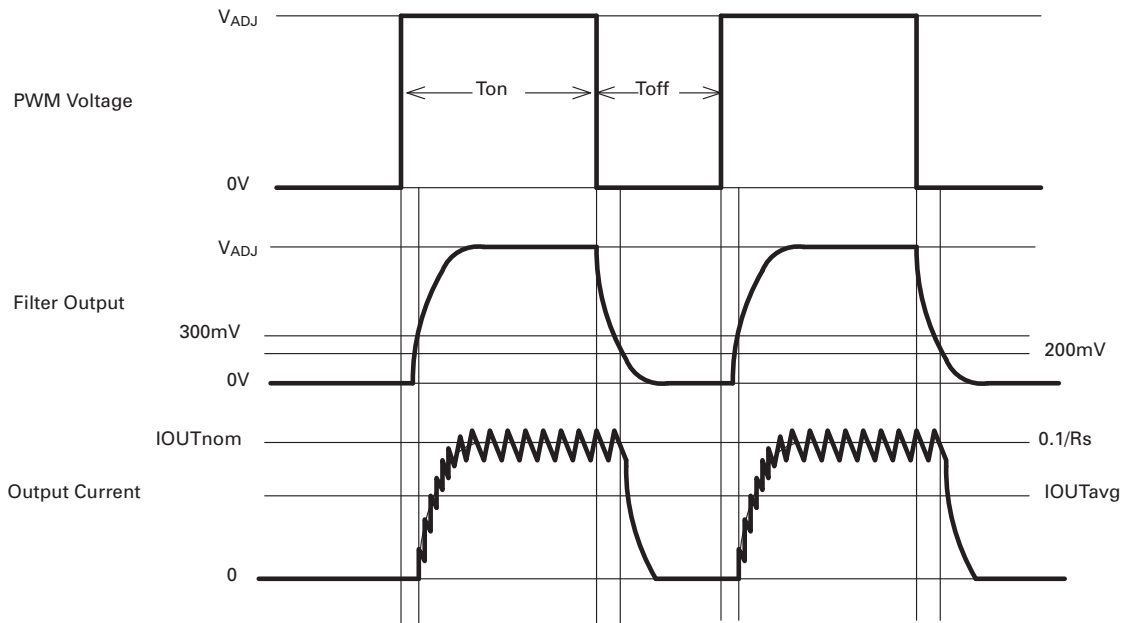 VADJ
PWM Voltage
Ton
Toff
0V
VADJ
Filter Output
300mV
200mV
0V
IOUTnom
0.1/Rs
Output Current
IOUTavg
0